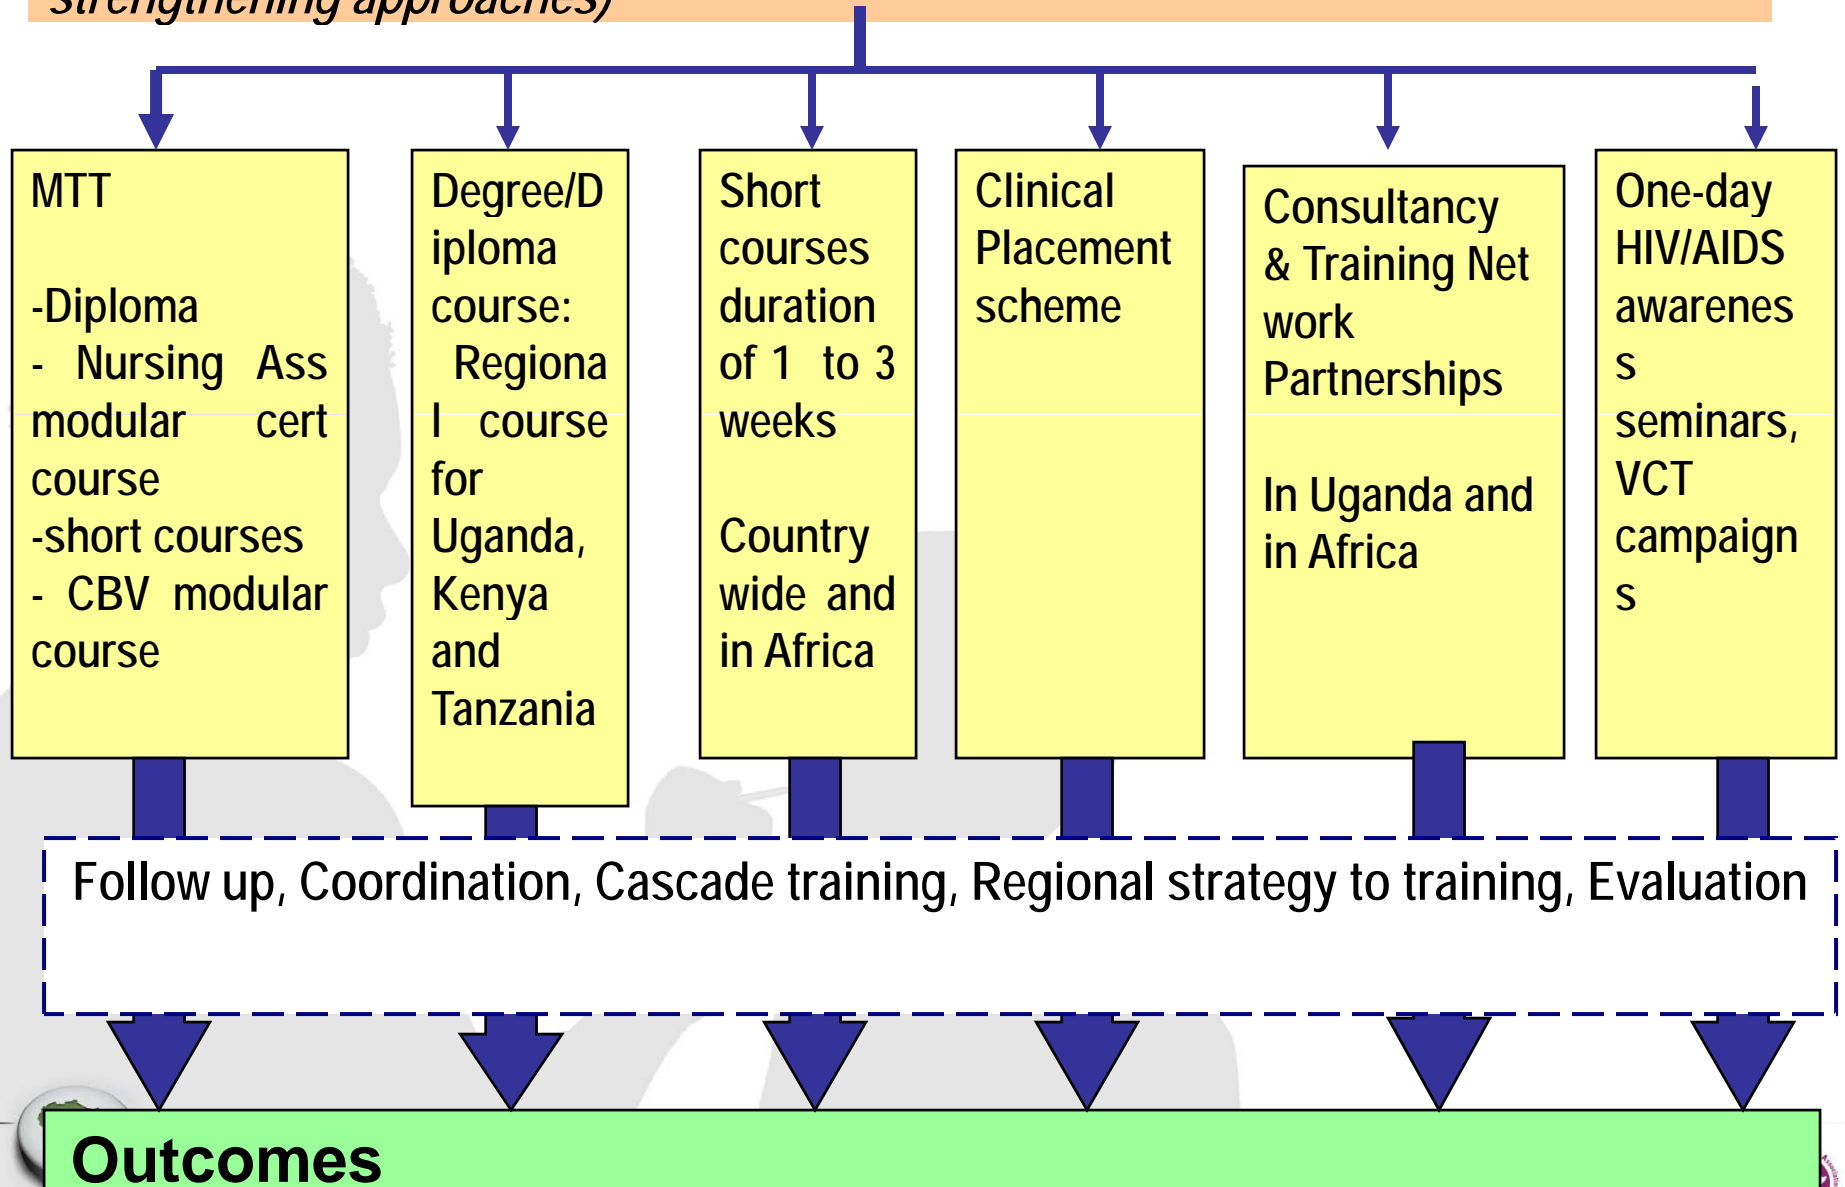 strengthening approaches)
MTT
-Diploma
- Nursing Ass
modular cert
course
-short courses
- CBV modular
course
Degree/D
iploma
course:
Regiona
l course
for
Uganda,
Kenya
and
Tanzania
Short
courses
duration
of 1 to 3
weeks
Country
wide and
in Africa
Clinical
Placement
scheme
Consultancy
& Training Net
work
Partnerships
In Uganda and
in Africa
One-day
HIV/AIDS
awarenes
s
seminars,
VCT
campaign
s
Follow up, Coordination, Cascade training, Regional strategy to training, Evaluation
Outcomes